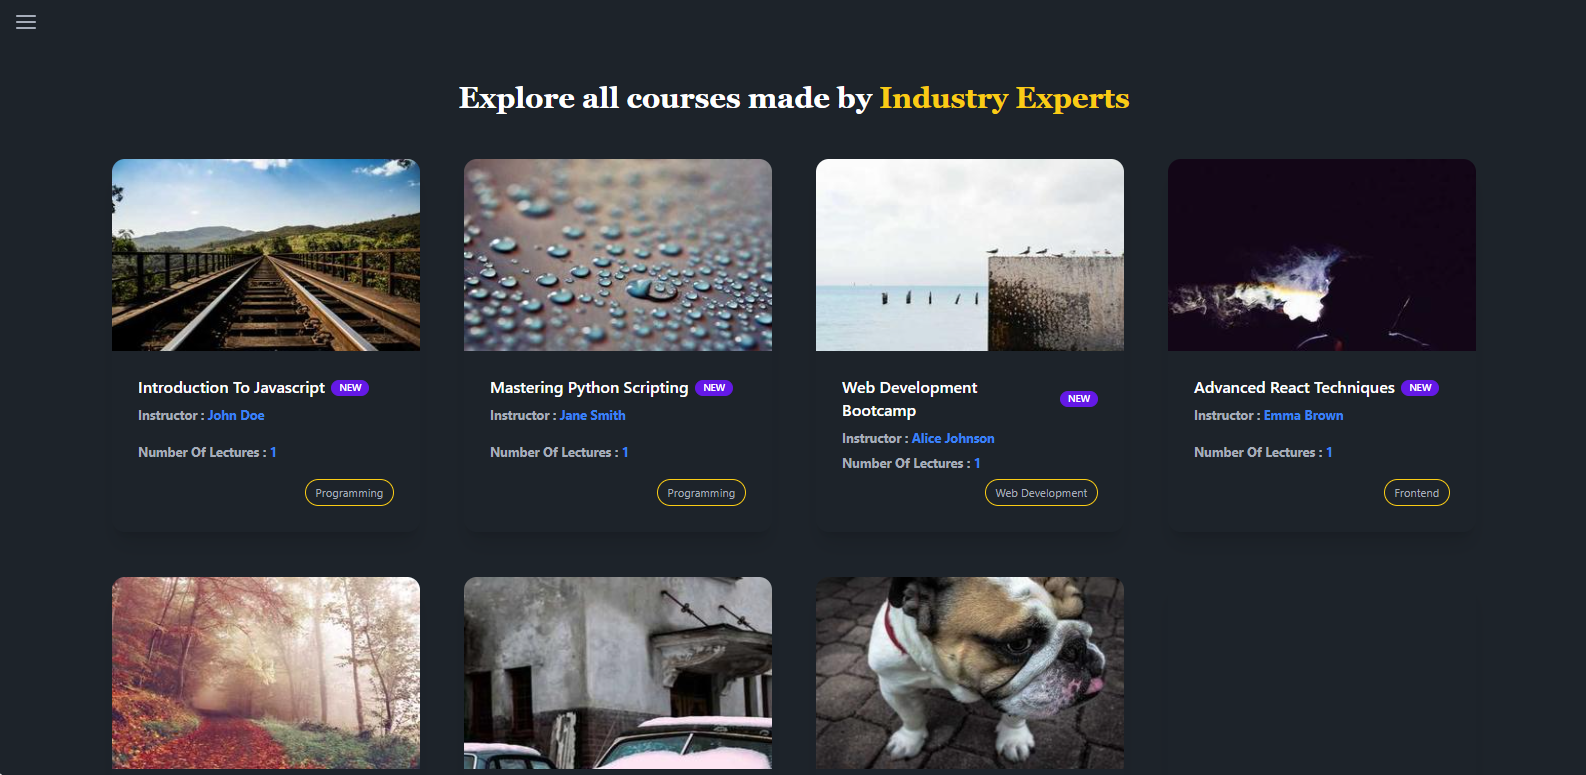 Explore all courses made by Industry Experts
Introduction To Javascript NEW
Instructor : John Doe
Number Of Lectures : 1
Programming
Mastering Python Scripting NEW
Instructor : Jane Smith
Number Of Lectures : 1
Programming
Web Development
Bootcamp
NEW
Instructor : Alice Johnson
Number Of Lectures : 1
Web Development
Advanced React Techniques NEW
Instructor : Emma Brown
Number Of Lectures : 1
Frontend